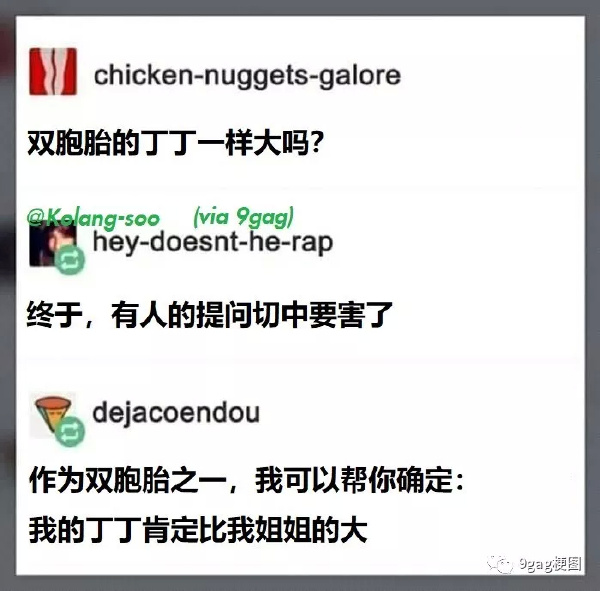 chicken-nuggets-galore
双胞胎的丁丁一样大吗？
@Kolang-soo (via 9gag)
hey-doesnt-he-rap
终于，有人的提问切中要害了
dejacoendou
作为双胞胎之一，我可以帮你确定：
我的丁丁肯定比我姐姐的大
9gag梗图